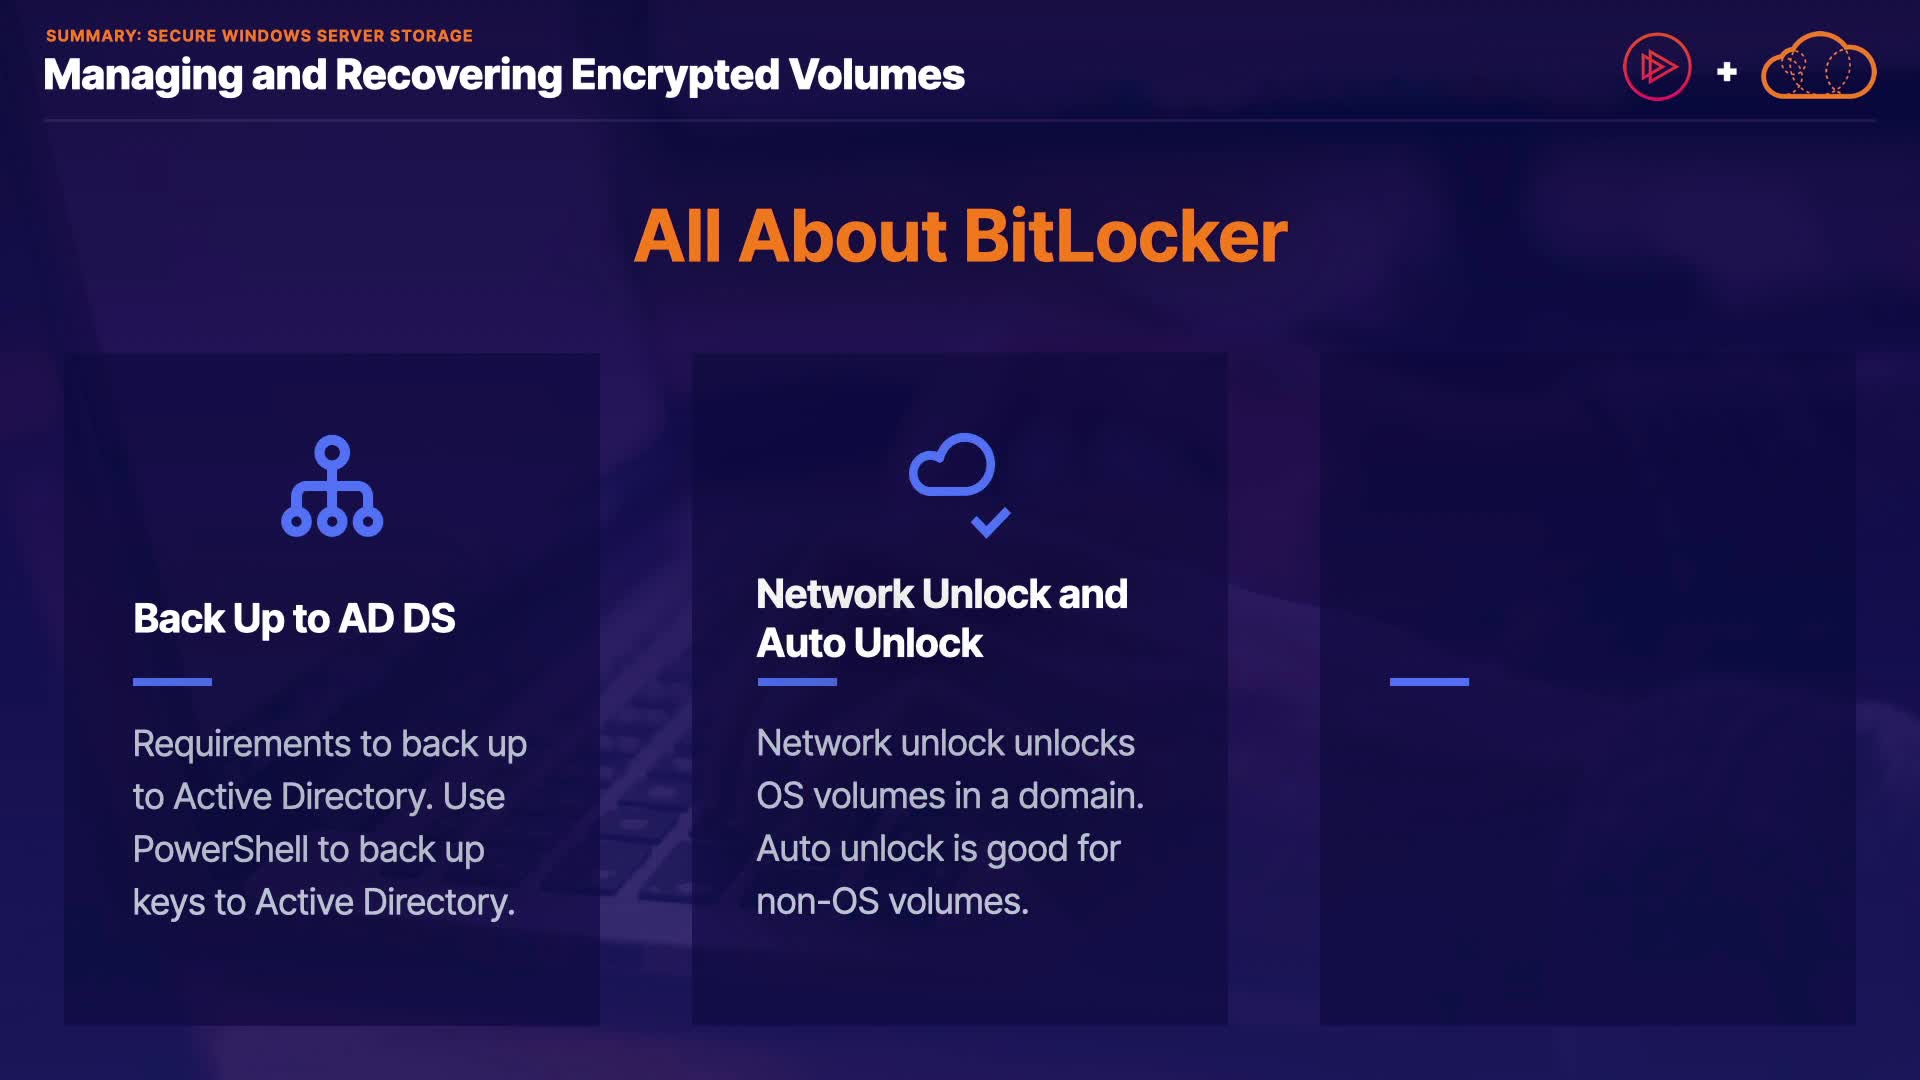 SUMMARY: SECURE WINDOWS SERVER STORAGE
Managing and Recovering Encrypted Volumes
All About BitLocker
Back Up to AD DS
Requirements to back up
to Active Directory. Use
PowerShell to back up
keys to Active Directory.
Network Unlock and
Auto Unlock
Network unlock unlocks
OS volumes in a domain.
Auto unlock is good for
non-OS volumes.